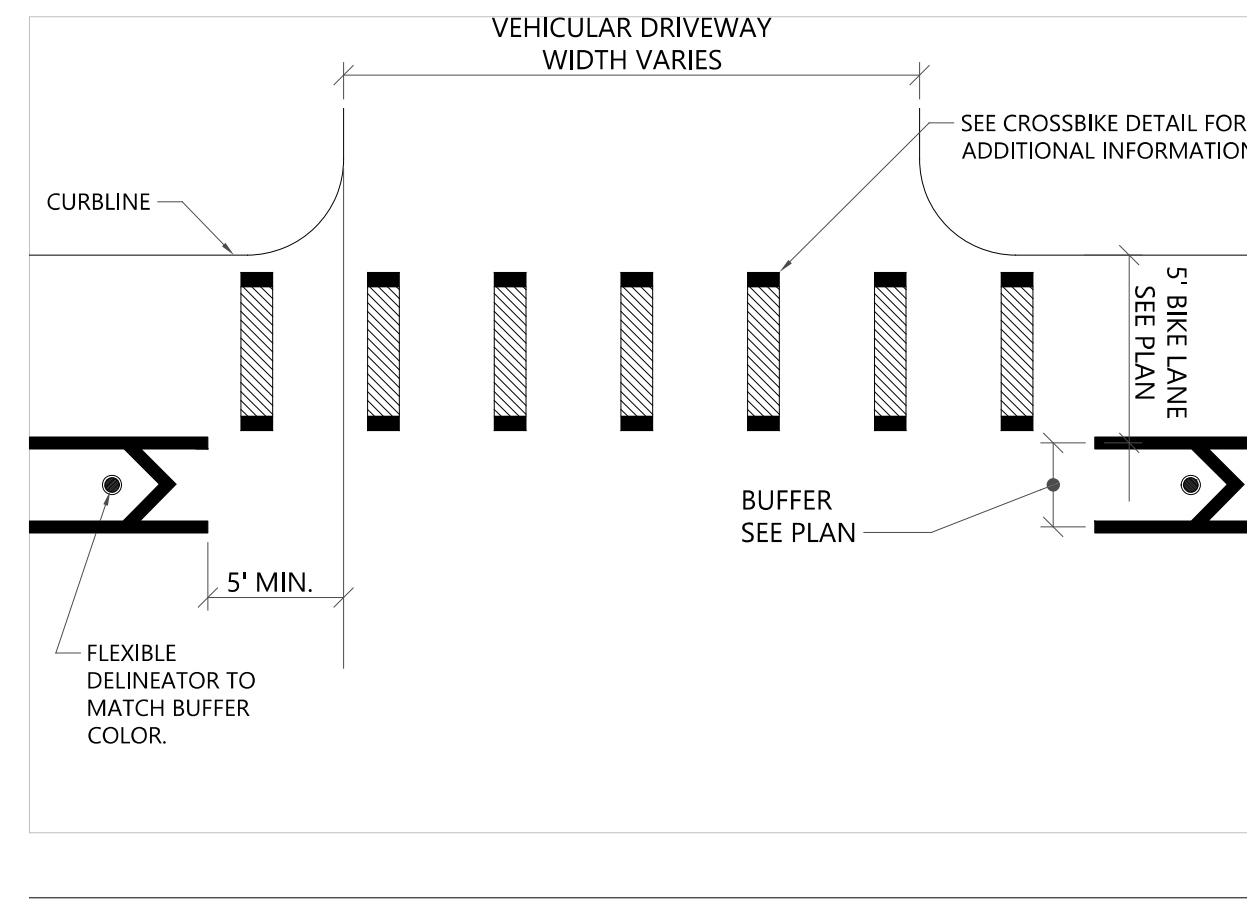 VEHICULAR DRIVEWAY
WIDTH VARIES
SEE CROSSBIKE DETAIL FOR
ADDITIONAL INFORMATION
CURBLINE
5' BIKE LANE
SEE PLAN
BUFFER
SEE PLAN
5' MIN.
FLEXIBLE
DELINEATOR TO
MATCH BUFFER
COLOR.